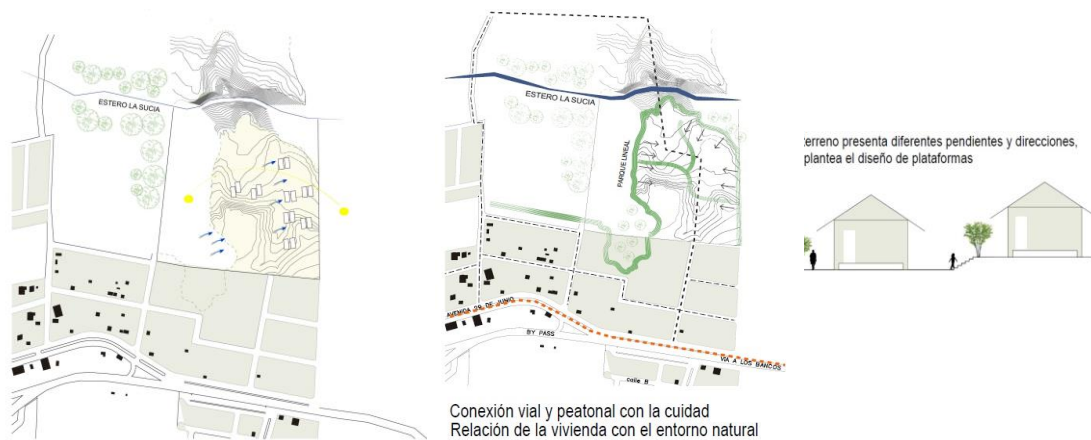 ESTERO LA SUCIA
ESTERO LA SUCIA
PARQUE LINEAL
AVENIDA 29 DE JUNIO
BY PASS
VIA A LOS BANCOS
calle B
Conexión vial y peatonal con la cuidad
Relación de la vivienda con el entorno natural
terreno presenta diferentes pendientes y direcciones,
plantea el diseño de plataformas